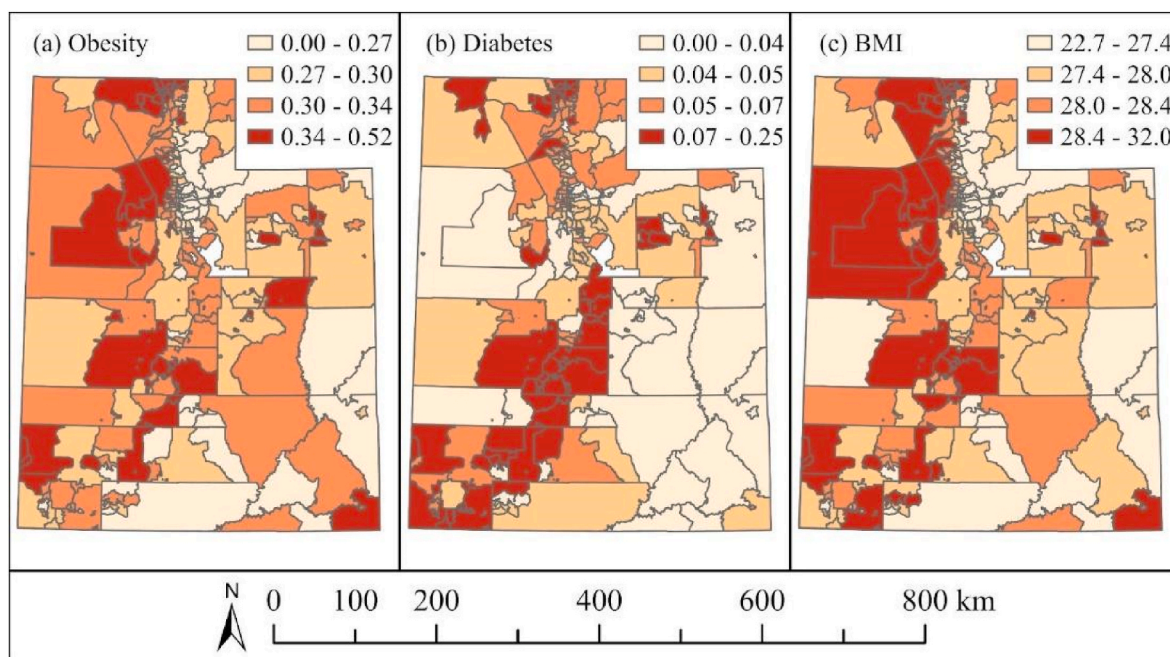 (a) Obesity
0.00 - 0.27
0.27 - 0.30
0.30 - 0.34
0.34 - 0.52
(b) Diabetes
0.00 - 0.04
0.04 - 0.05
0.05 - 0.07
0.07 - 0.25
(c) BMI
22.7 - 27.4
27.4 - 28.0
28.0 - 28.4
28.4 - 32.0
N
0 100 200 400 600 800 km